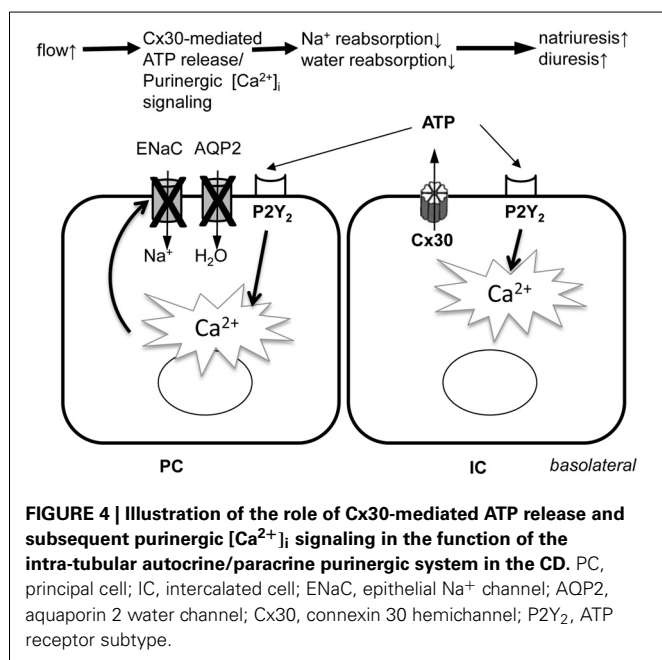 flow↑
Cx30-mediated
ATP release/
Purinergic [Ca²⁺]ᵢ
signaling
Na⁺ reabsorption↓
water reabsorption↓
natriuresis↑
diuresis↑
ATP
ENaC AQP2
P2Y₂
Cx30
P2Y₂
Na⁺ H₂O
Ca²⁺
Ca²⁺
PC
IC
basolateral
FIGURE 4 | Illustration of the role of Cx30-mediated ATP release and
subsequent purinergic [Ca²⁺]ᵢ signaling in the function of the
intra-tubular autocrine/paracrine purinergic system in the CD. PC,
principal cell; IC, intercalated cell; ENaC, epithelial Na⁺ channel; AQP2,
aquaporin 2 water channel; Cx30, connexin 30 hemichannel; P2Y₂, ATP
receptor subtype.